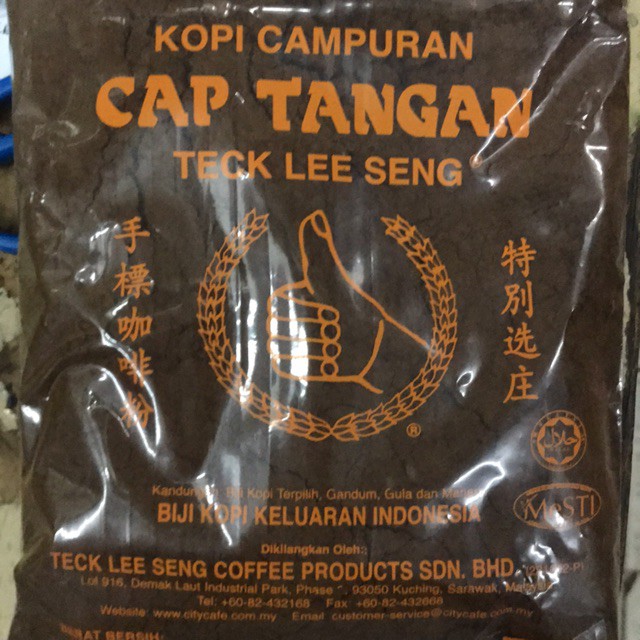 KOPI CAMPURAN
CAP TANGAN
TECK LEE SENG
手標咖啡粉
特別选庄
®
MeSTI
Kandungan: Biji Kopi Terpilih, Gandum, Gula dan
BIJI KOPI KELUARAN INDONESIA
Dikilangkan Oleh:
TECK LEE SENG COFFEE PRODUCTS SDN. BHD.
Lot 916, Demak Laut Industrial Park, Phase 93050 Kuching, Sarawak,
Tel: +60-82-432168 Fax +60-82-432668
Website: www.citycafe.com.my Email customer-service@citycafe.com.my
BERSIH: